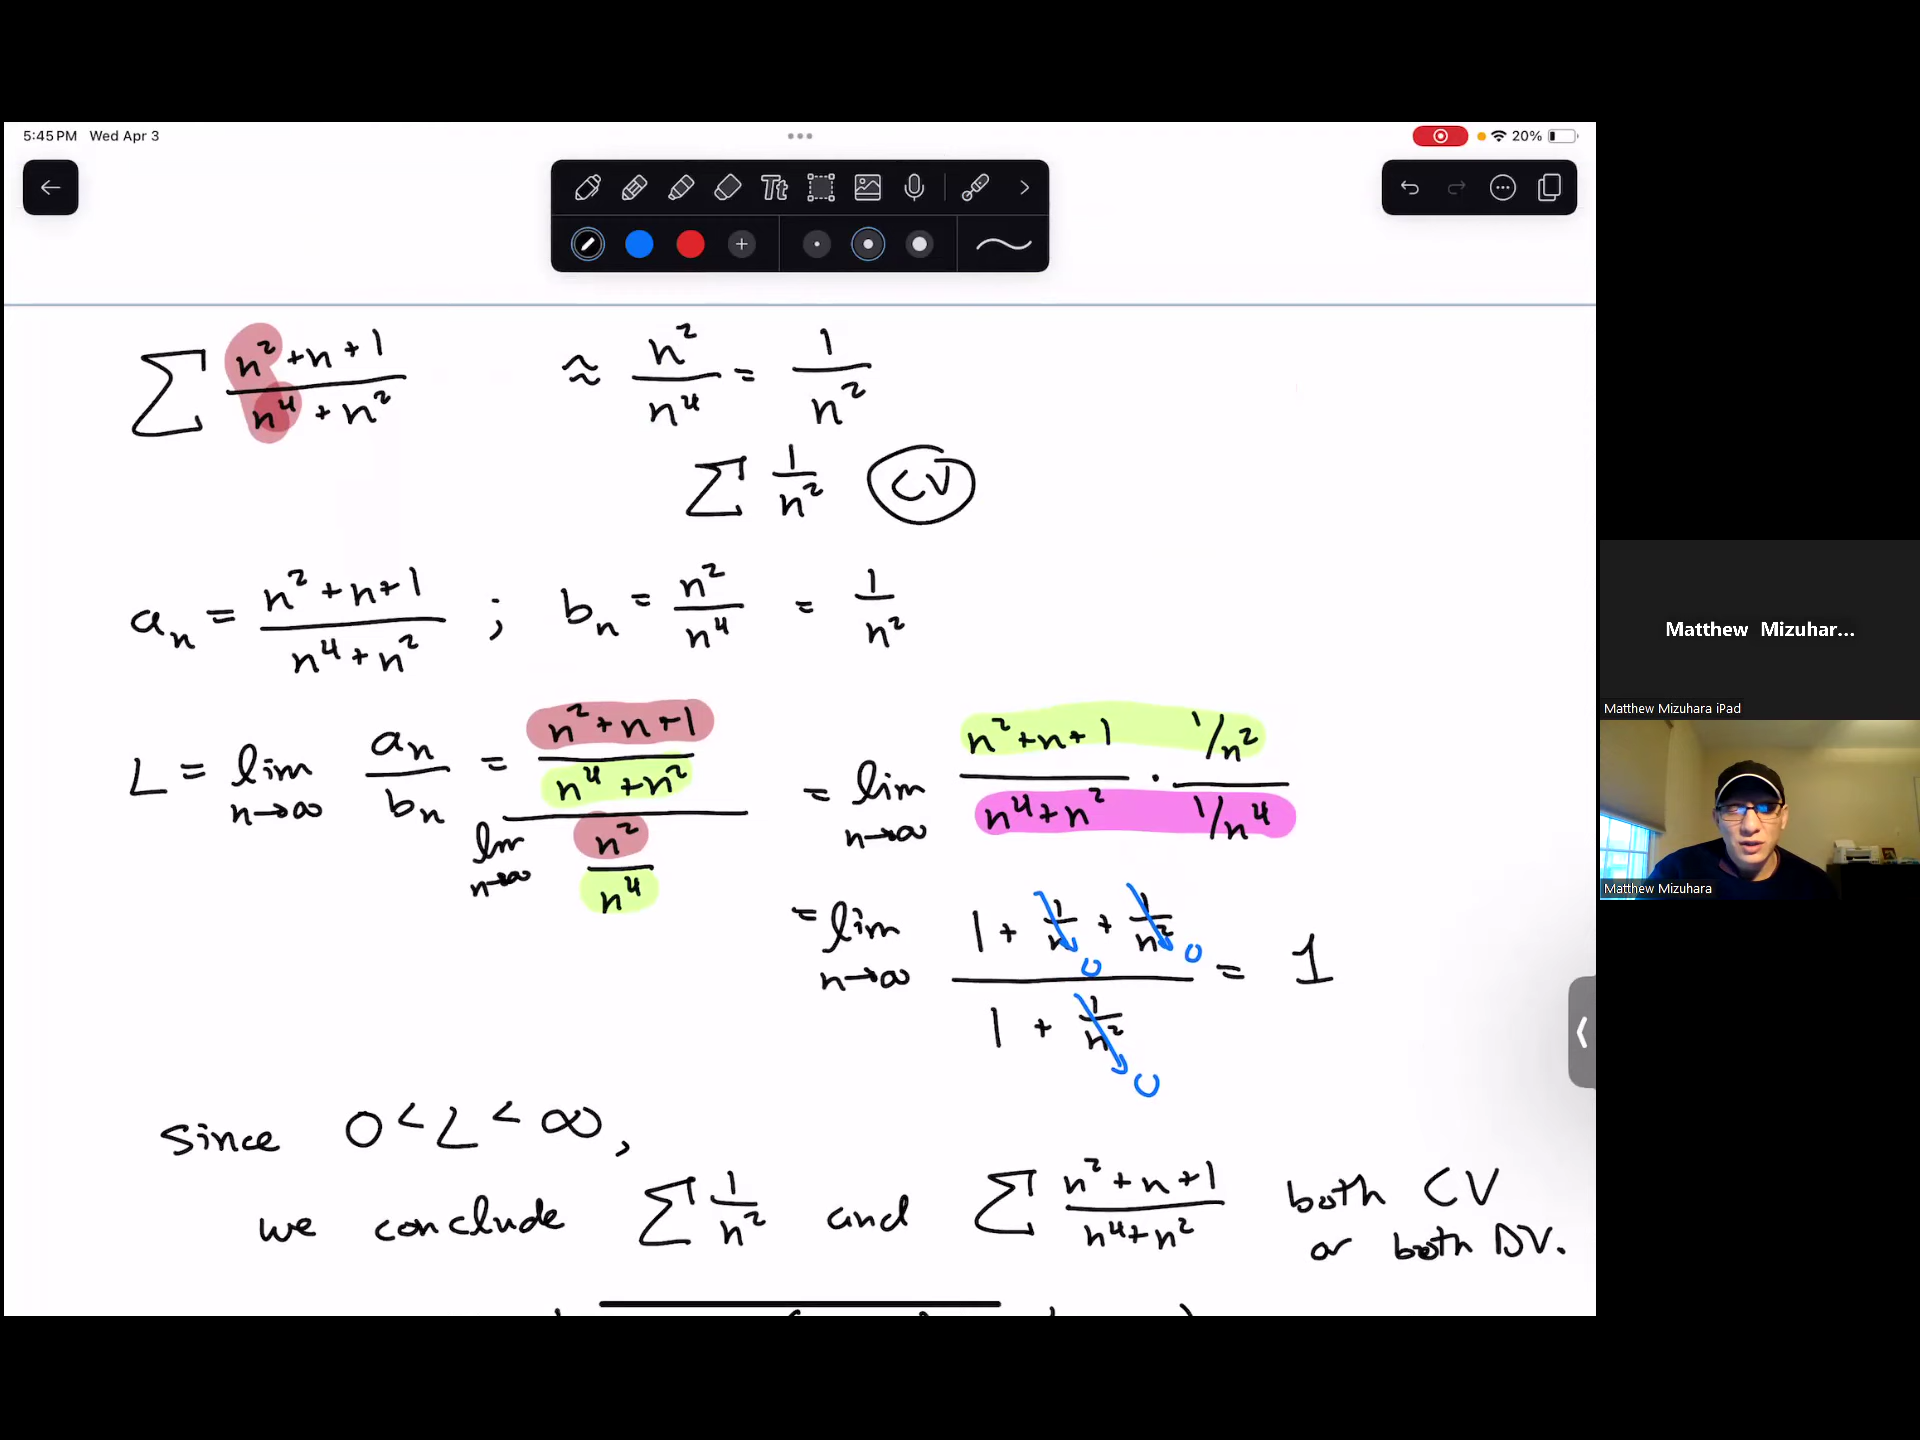 5:45 PM Wed Apr 3
20%
Tt
∑ (n² + n + 1)/(n⁴ + n²) ≈ n²/n⁴ = 1/n²
∑ 1/n² CV
aₙ = (n² + n + 1)/(n⁴ + n²) ; bₙ = n²/n⁴ = 1/n²
L = lim n→∞ aₙ/bₙ = lim n→∞ ((n² + n + 1)/(n⁴ + n²))/(n²/n⁴) = lim n→∞ (n² + n + 1)/(n⁴ + n²) · (1/n²)/(1/n⁴)
= lim n→∞ (1 + 1/n + 1/n²)/(1 + 1/n²) = 1
0 0
0
Since 0 < L < ∞,
we conclude ∑ 1/n² and ∑ (n² + n + 1)/(n⁴ + n²) both CV
or both DV.
Matthew Mizuhar...
Matthew Mizuhara iPad
Matthew Mizuhara